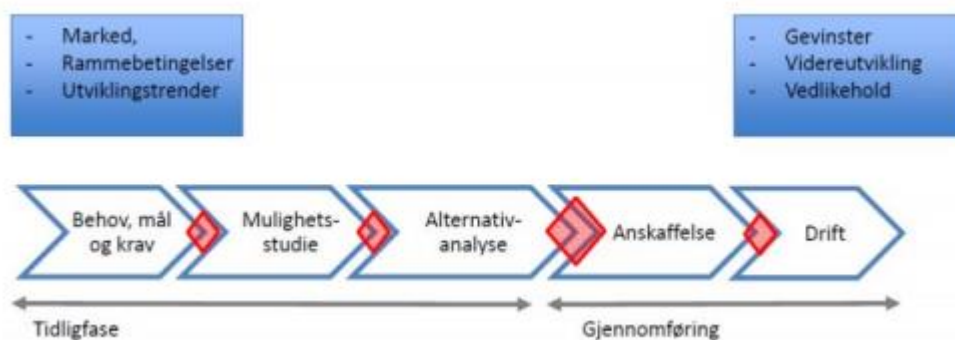 - Marked,
- Rammebetingelser
- Utviklingstrender
- Gevinster
- Videreutvikling
- Vedlikehold
Behov, mål
og krav
Mulighets-
studie
Alternativ-
analyse
Anskaffelse
Drift
Tidligfase
Gjennomføring